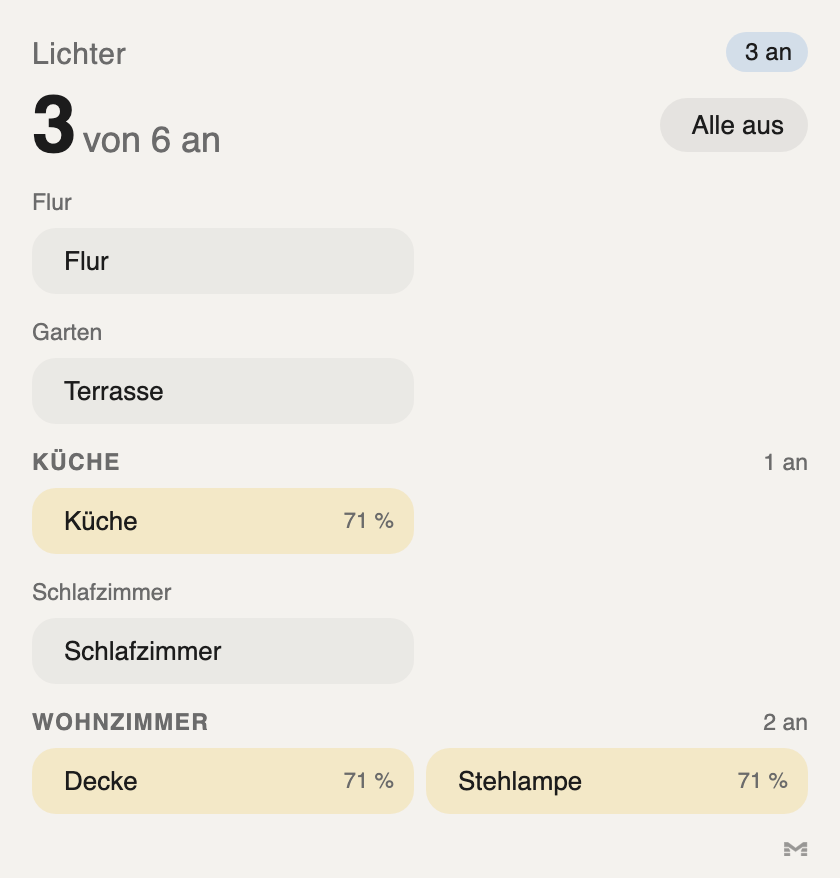 Lichter 3 an
3 von 6 an Alle aus
Flur
Flur
Garten
Terrasse
KÜCHE 1 an
Küche 71 %
Schlafzimmer
Schlafzimmer
WOHNZIMMER 2 an
Decke 71 % Stehlampe 71 %